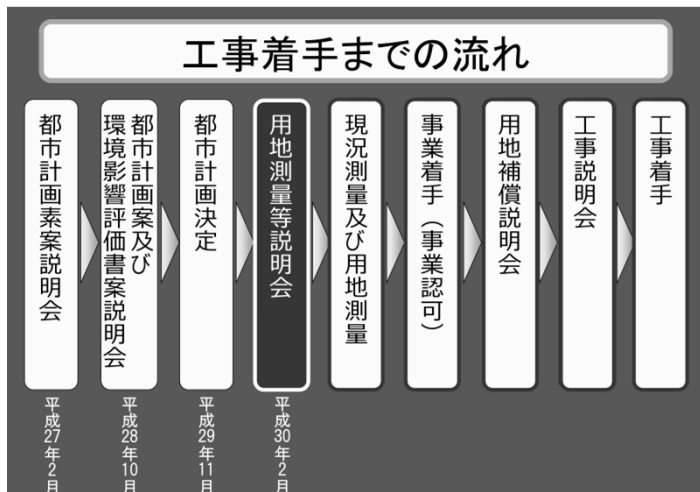 工事着手までの流れ
都市計画素案説明会
都市計画案及び
環境影響評価書案説明会
都市計画決定
用地測量等説明会
現況測量及び用地測量
事業着手（事業認可）
用地補償説明会
工事説明会
工事着手
平成27年2月
平成28年10月
平成29年11月
平成30年2月